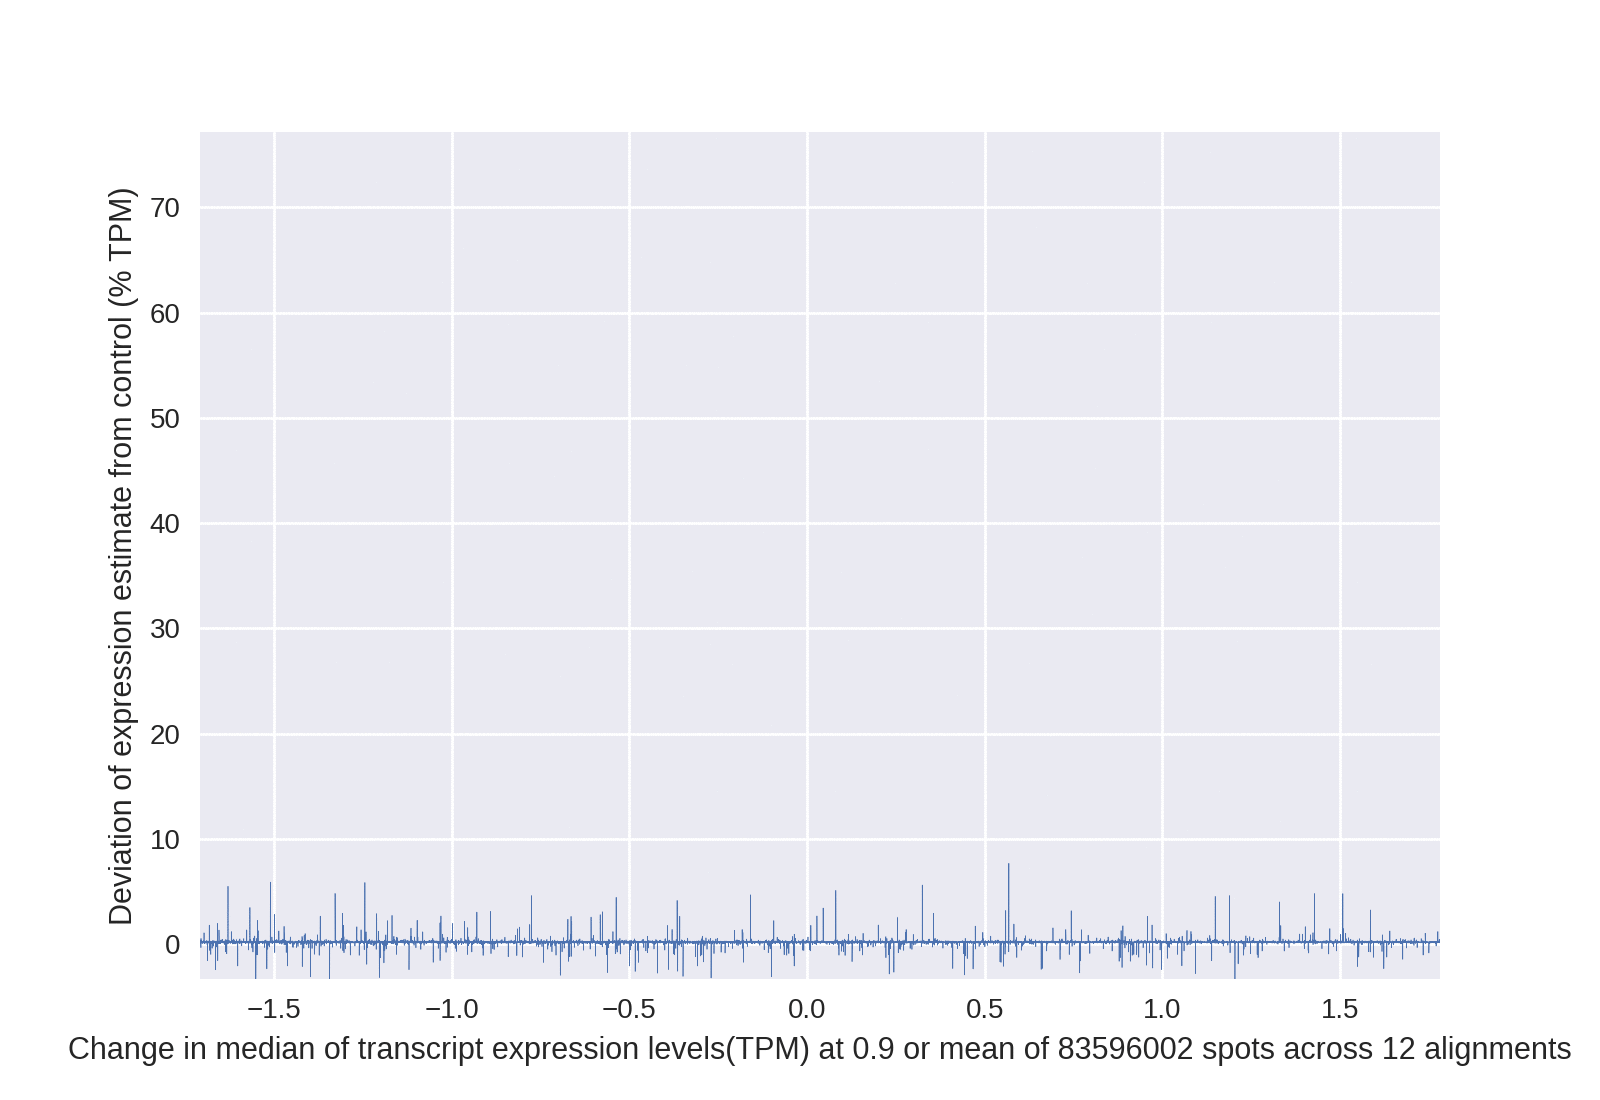 Deviation of expression estimate from control (% TPM)
70
60
50
40
30
20
10
0
−1.5 −1.0 −0.5 0.0 0.5 1.0 1.5
Change in median of transcript expression levels(TPM) at 0.9 or mean of 83596002 spots across 12 alignments